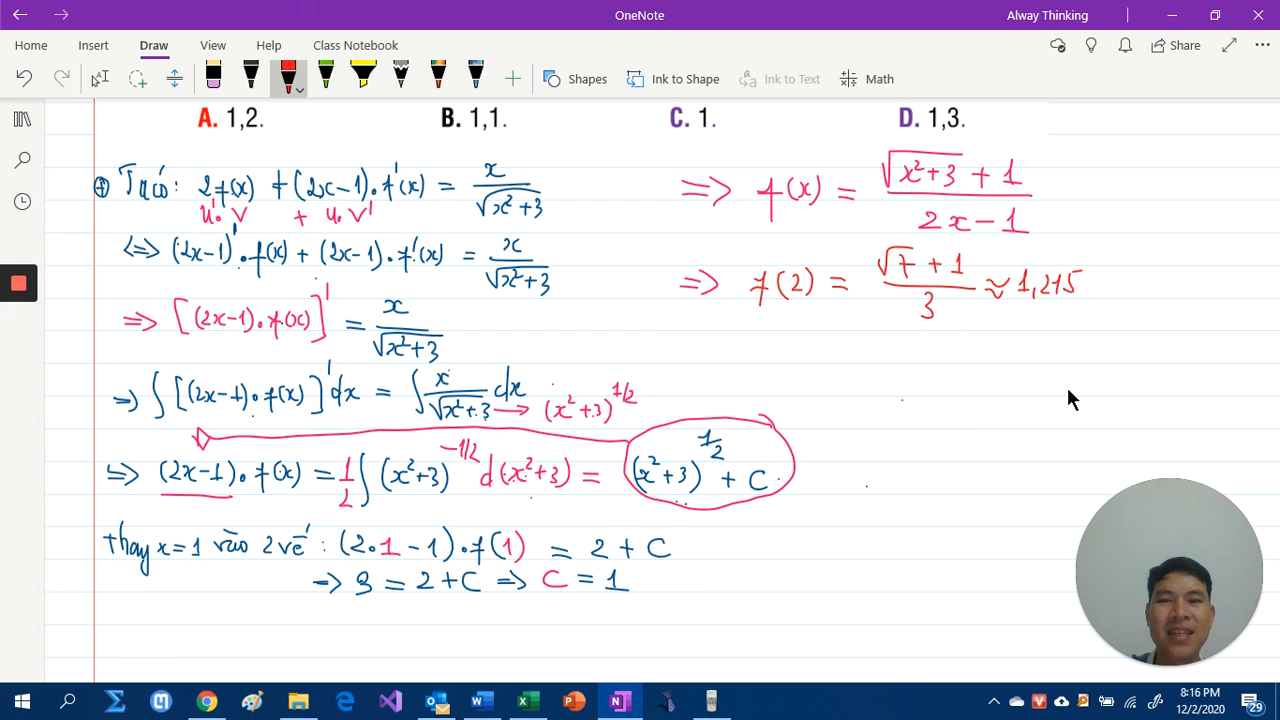 OneNote
Alway Thinking
Home Insert Draw View Help Class Notebook Share
Shapes Ink to Shape Ink to Text Math
A. 1,2. B. 1,1. C. 1. D. 1,3.
Ta có: 2f(x) + (2x-1).f'(x) = x/√(x²+3)
u'. v + u. v'
<=> (2x-1)'.f(x) + (2x-1).f'(x) = x/√(x²+3)
=> [(2x-1).f(x)]' = x/√(x²+3)
=> ∫[(2x-1).f(x)]'dx = ∫ x/√(x²+3) dx → (x²+3)^1/2
=> (2x-1).f(x) = 1/2 ∫(x²+3)^-1/2 d(x²+3) = (x²+3)^1/2 + C
thay x=1 vào 2 vế: (2.1-1).f(1) = 2 + C
→ 3 = 2 + C => C = 1
=> f(x) = (√(x²+3) + 1)/(2x-1)
=> f(2) = (√7 + 1)/3 ≈ 1,215
8:16 PM
12/2/2020
29